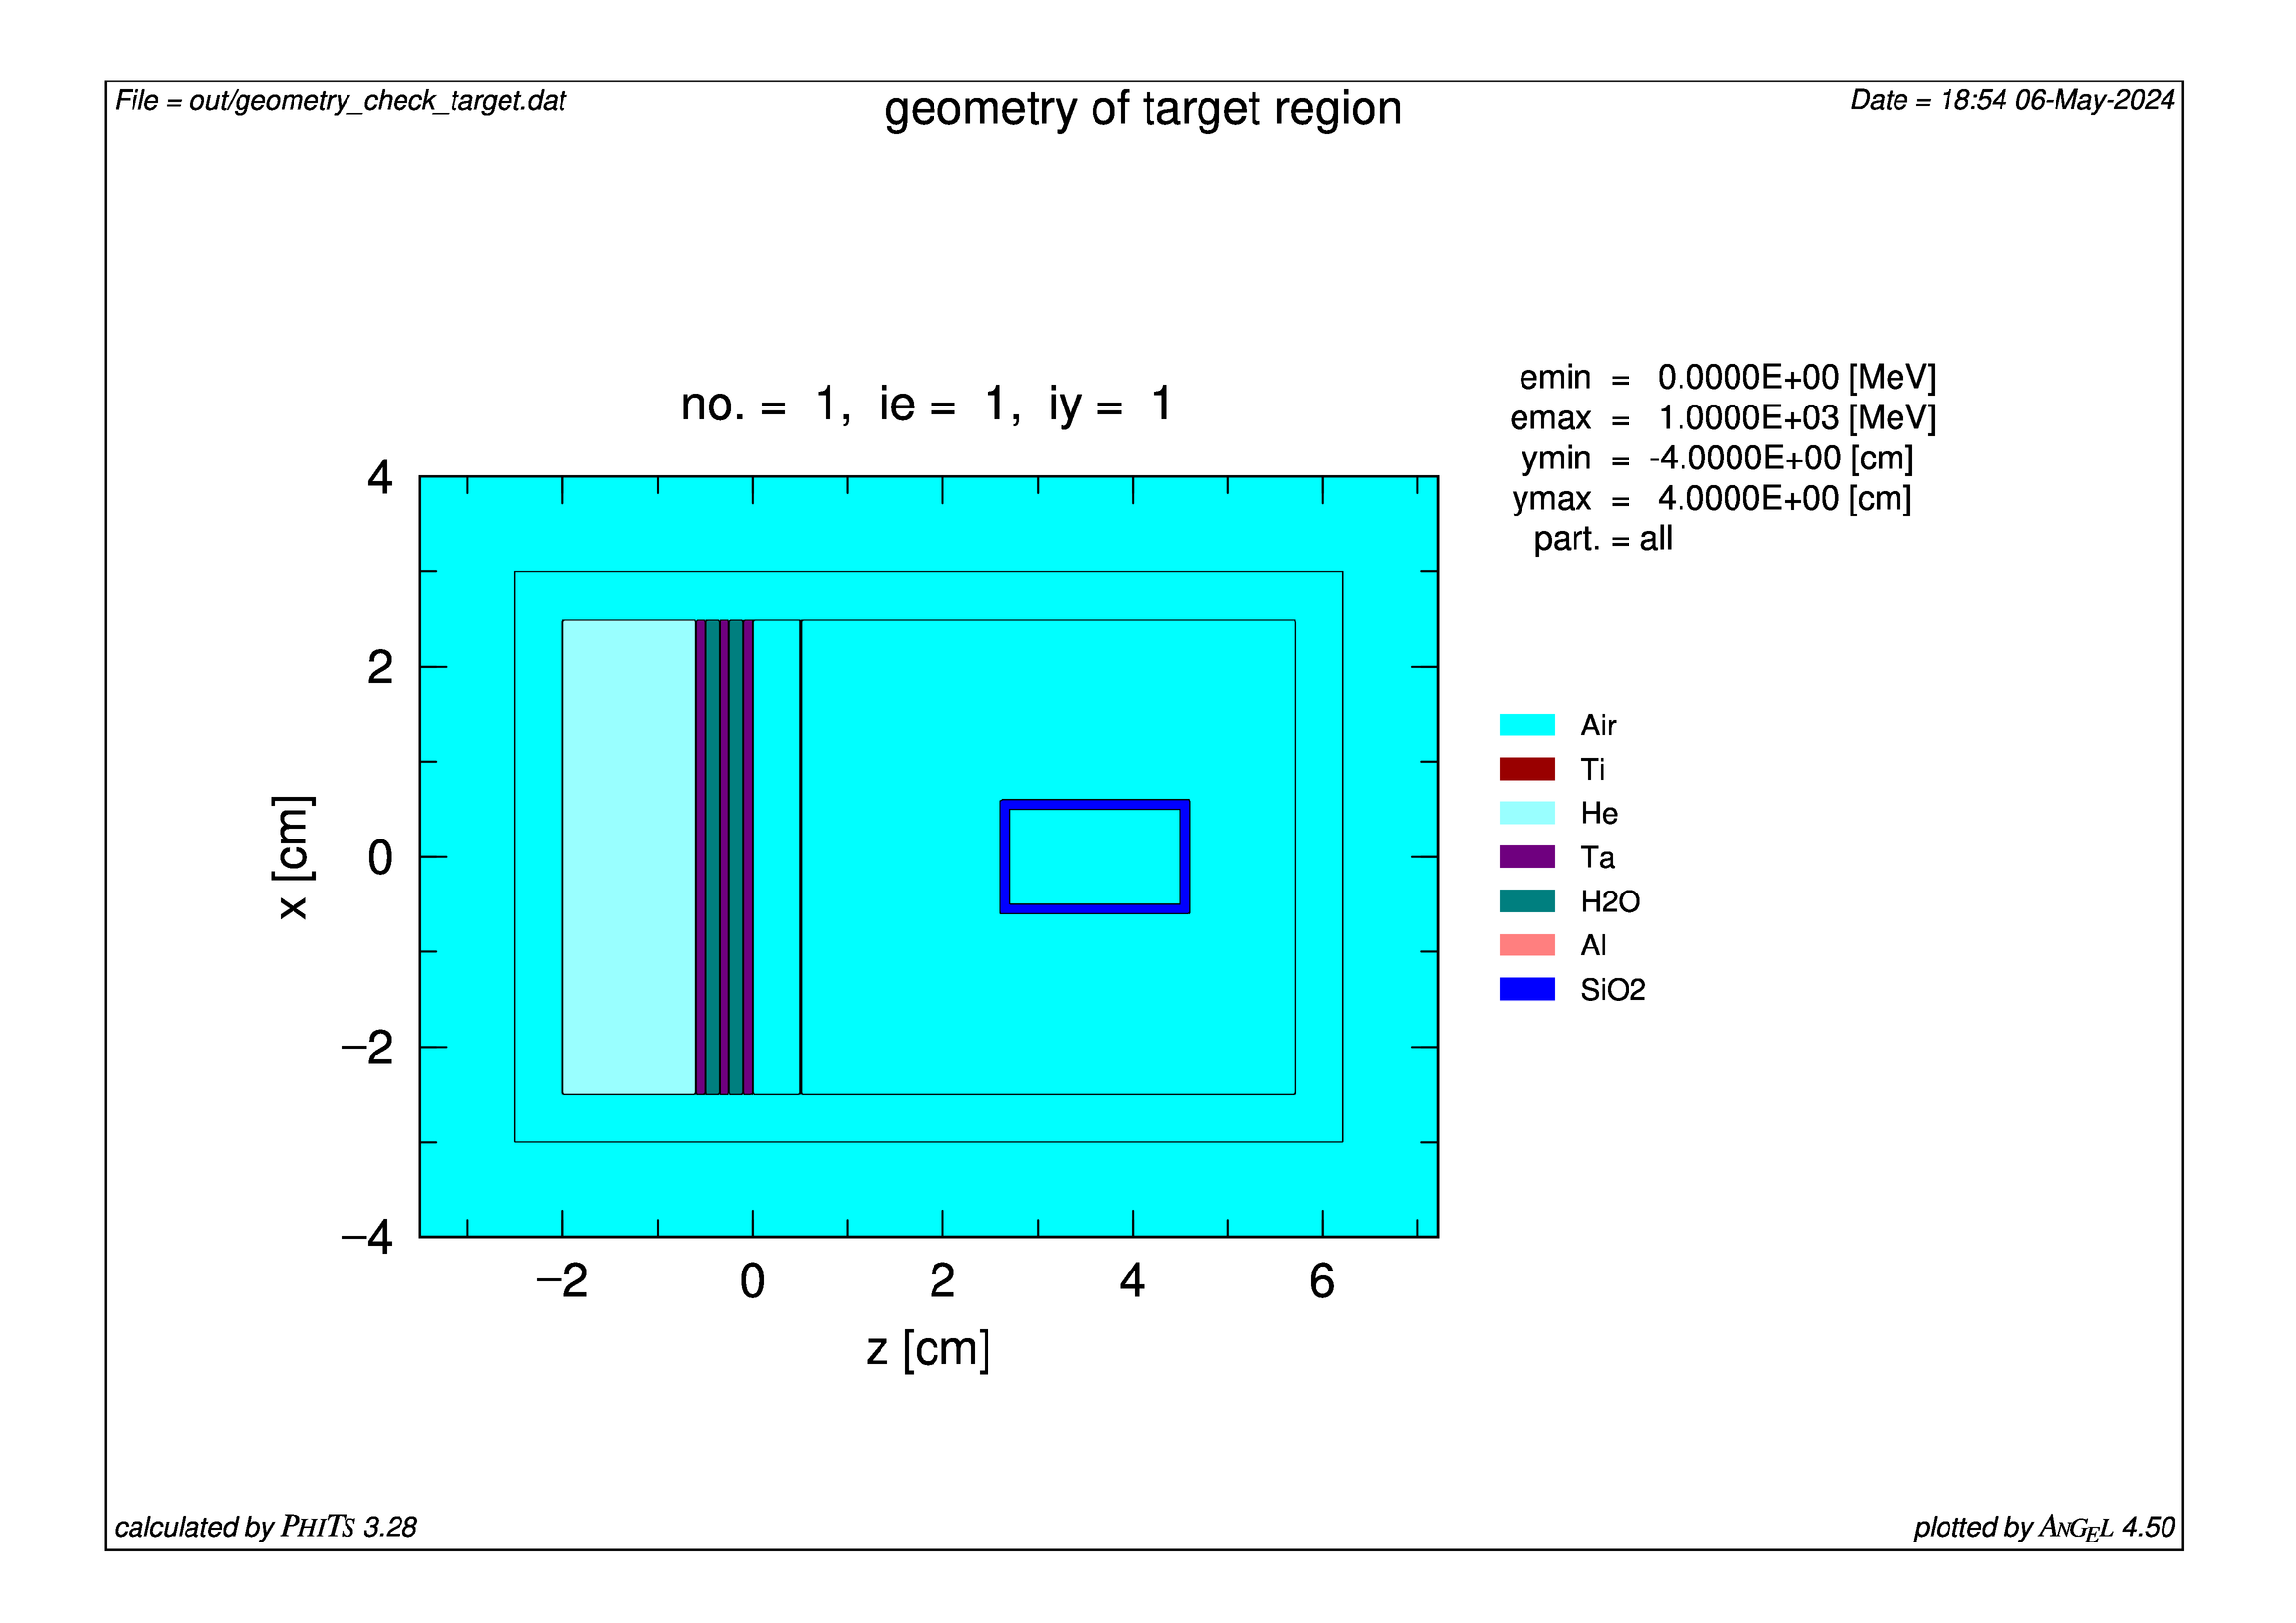 File = out/geometry_check_target.dat
geometry of target region
Date = 18:54 06-May-2024
no. = 1, ie = 1, iy = 1
emin = 0.0000E+00 [MeV]
emax = 1.0000E+03 [MeV]
ymin = -4.0000E+00 [cm]
ymax = 4.0000E+00 [cm]
part. = all
4
2
0
−2
−4
x [cm]
−2 0 2 4 6
z [cm]
Air
Ti
He
Ta
H2O
Al
SiO2
calculated by PHITS 3.28
plotted by ANGEL 4.50